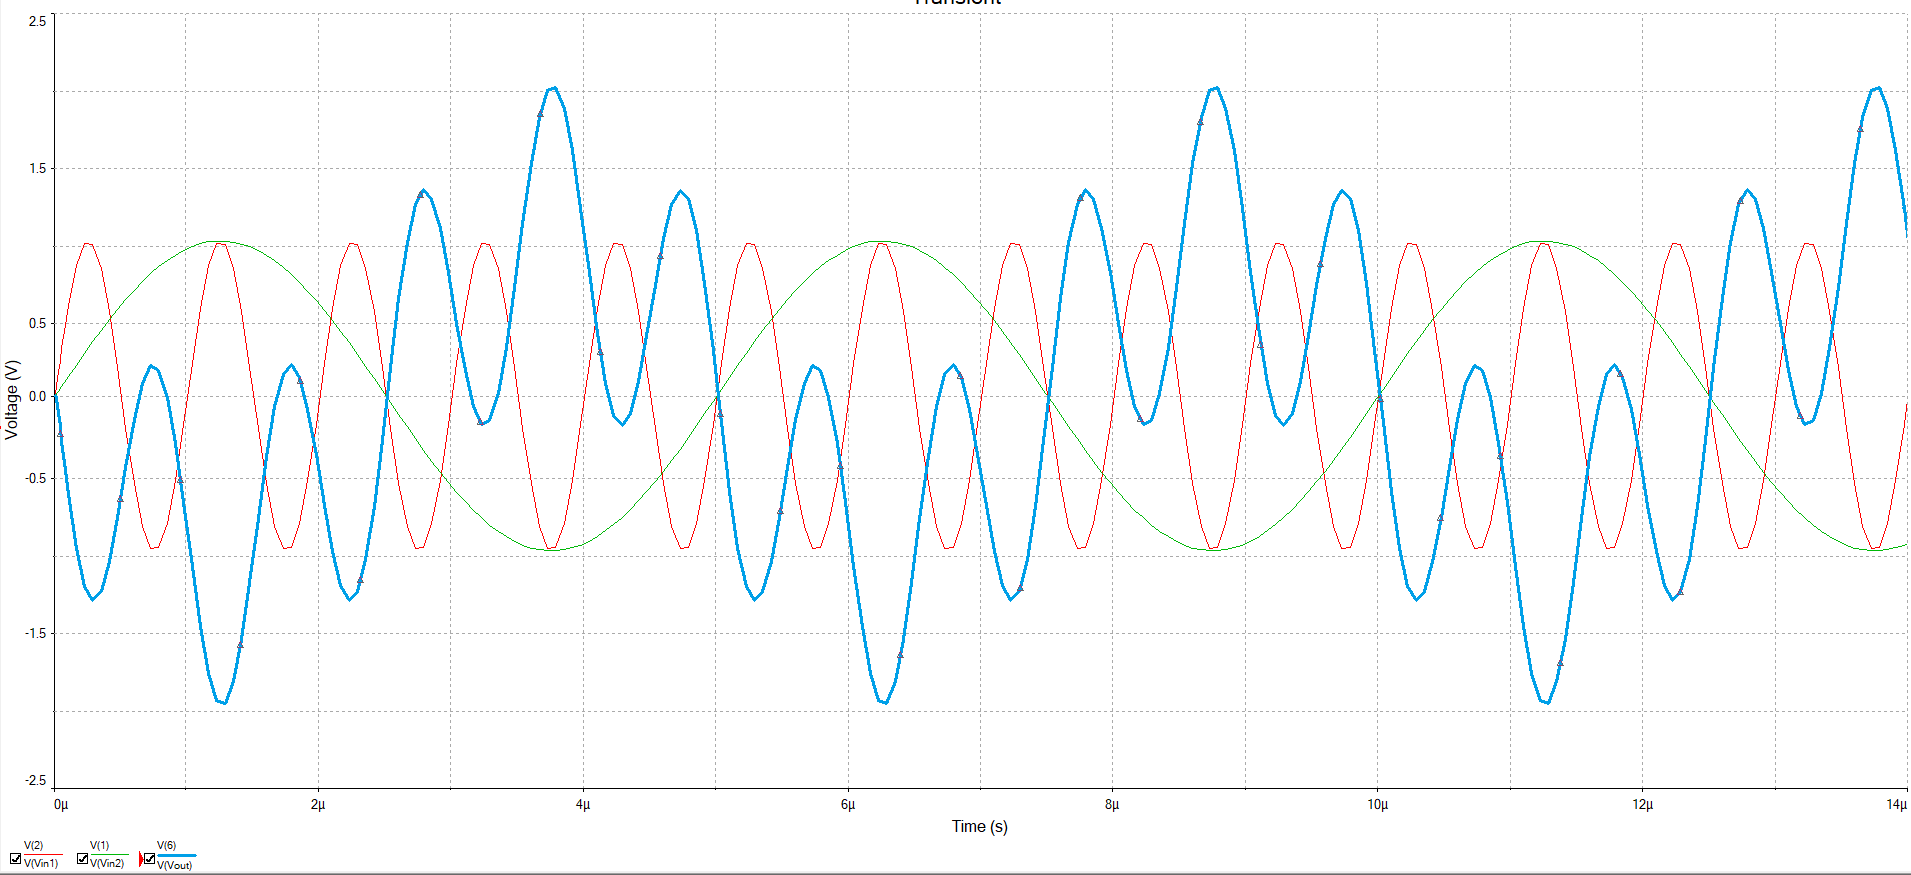 Transient
2.5
1.5
0.5
0.0
-0.5
-1.5
-2.5
Voltage (V)
0µ 2µ 4µ 6µ 8µ 10µ 12µ 14µ
Time (s)
V(2) V(1) V(6)
V(Vin1) V(Vin2) V(Vout)